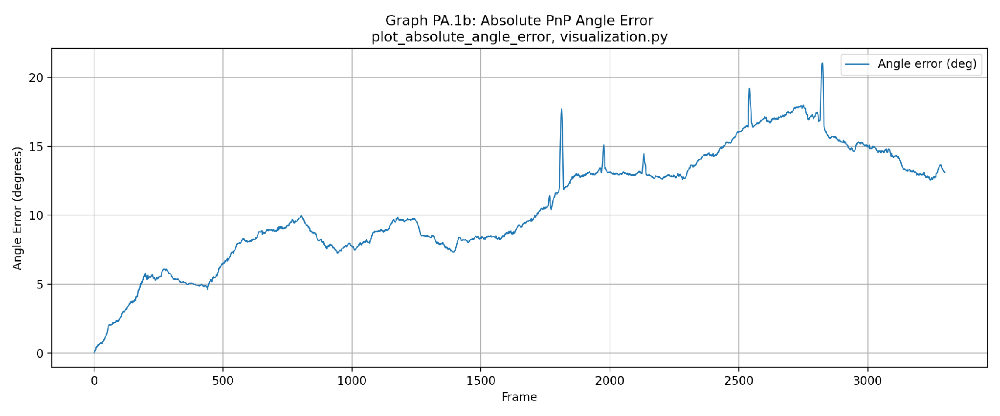 Graph PA.1b: Absolute PnP Angle Error
plot_absolute_angle_error, visualization.py
Angle error (deg)
Angle Error (degrees)
20
15
10
5
0
0 500 1000 1500 2000 2500 3000
Frame